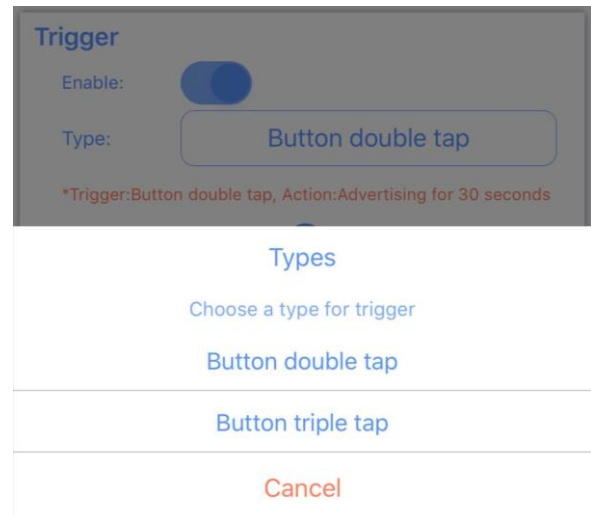 Trigger
Enable:
Type: Button double tap
*Trigger:Button double tap, Action:Advertising for 30 seconds
Types
Choose a type for trigger
Button double tap
Button triple tap
Cancel